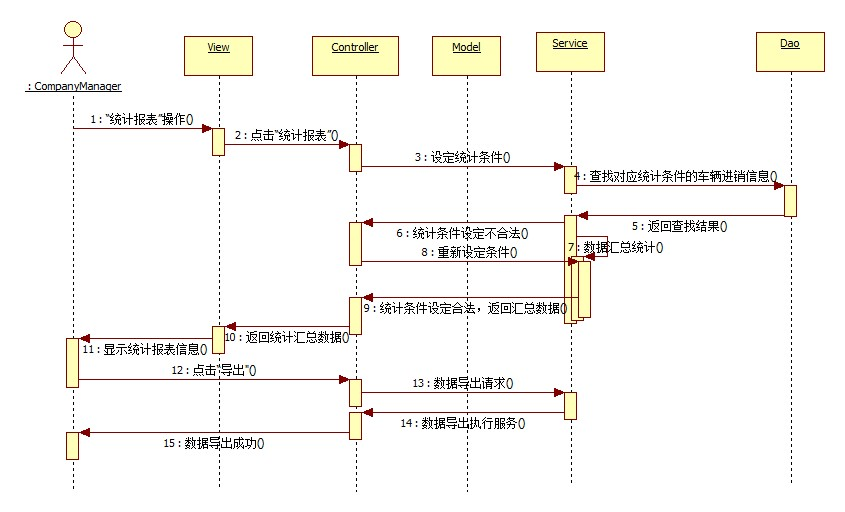 View
Controller
Model
Service
Dao
: CompanyManager
1 : "统计报表"操作()
2 : 点击"统计报表"()
3 : 设定统计条件()
4 : 查找对应统计条件的车辆进销信息()
5 : 返回查找结果()
6 : 统计条件设定不合法()
7 : 数据汇总统计()
8 : 重新设定条件()
9 : 统计条件设定合法，返回汇总数据()
10 : 返回统计汇总数据()
11 : 显示统计报表信息()
12 : 点击"导出"()
13 : 数据导出请求()
14 : 数据导出执行服务()
15 : 数据导出成功()